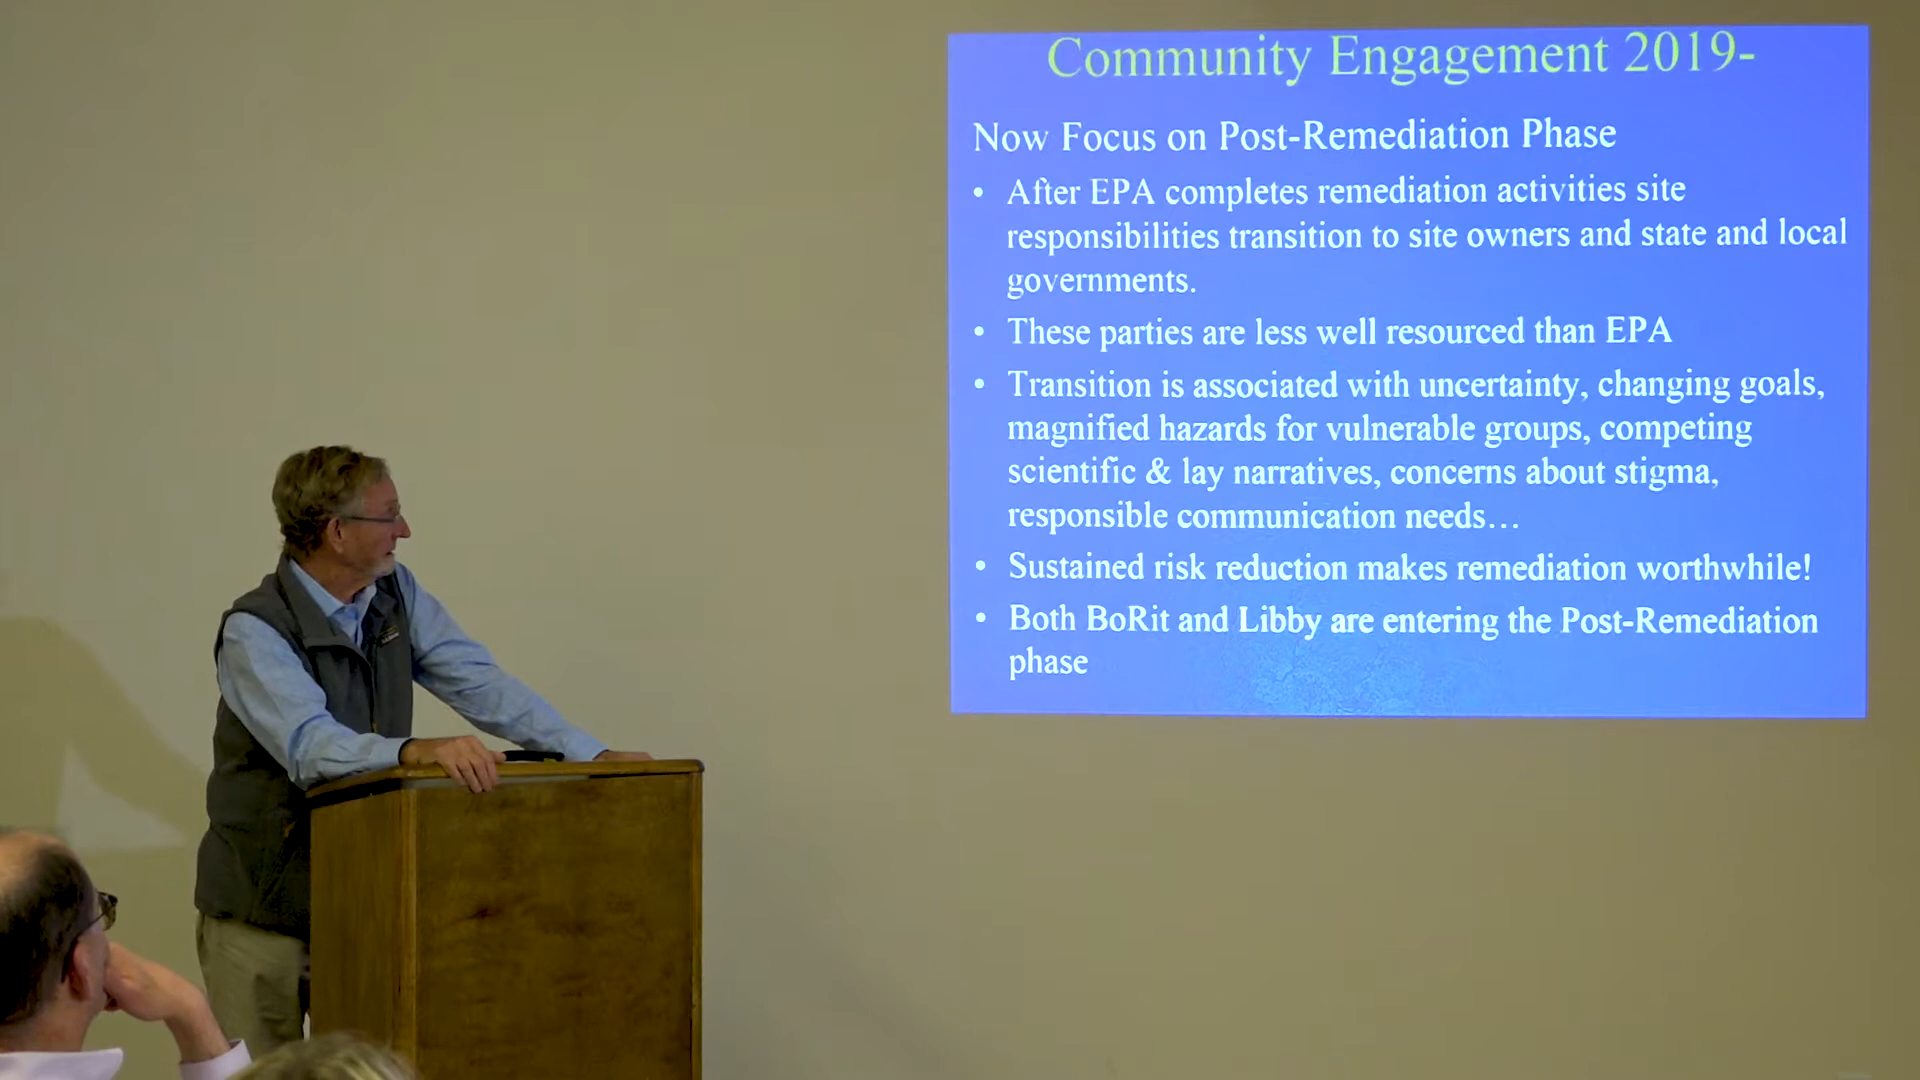 Community Engagement 2019-
Now Focus on Post-Remediation Phase
• After EPA completes remediation activities site
responsibilities transition to site owners and state and local
governments.
• These parties are less well resourced than EPA
• Transition is associated with uncertainty, changing goals,
magnified hazards for vulnerable groups, competing
scientific & lay narratives, concerns about stigma,
responsible communication needs…
• Sustained risk reduction makes remediation worthwhile!
• Both BoRit and Libby are entering the Post-Remediation
phase